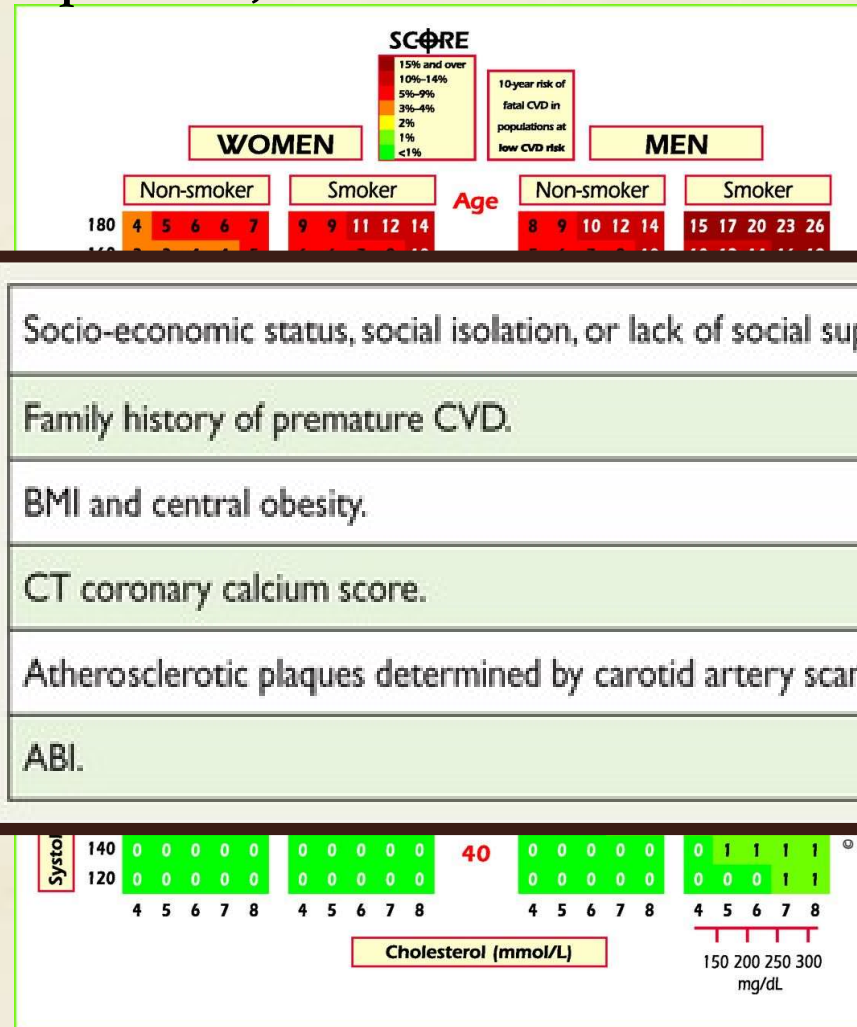 SCORE
15% and over
10%–14%
5%–9%
3%–4%
2%
1%
<1%
10-year risk of
fatal CVD in
populations at
low CVD risk
WOMEN
MEN
Non-smoker Smoker Age Non-smoker Smoker
180 4 5 6 6 7 9 9 11 12 14 8 9 10 12 14 15 17 20 23 26
Socio-economic status, social isolation, or lack of social
Family history of premature CVD.
BMI and central obesity.
CT coronary calcium score.
Atherosclerotic plaques determined by carotid artery
ABI.
140 0 0 0 0 0 0 0 0 0 0 40 0 0 0 0 0 0 1 1 1 1 ©
120 0 0 0 0 0 0 0 0 0 0 0 0 0 0 0 0 0 0 1 1
4 5 6 7 8 4 5 6 7 8 4 5 6 7 8 4 5 6 7 8
Cholesterol (mmol/L)
150 200 250 300
mg/dL